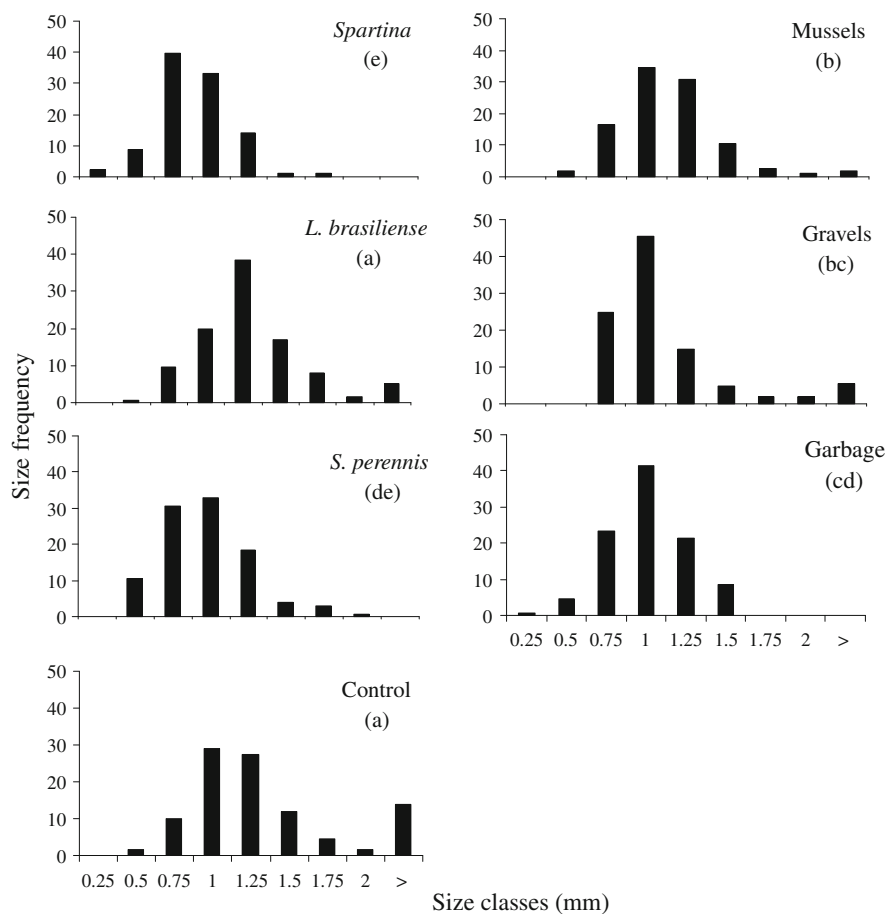 Spartina
(e)
50
40
30
20
10
0
Mussels
(b)
50
40
30
20
10
0
L. brasiliense
(a)
50
40
30
20
10
0
Gravels
(bc)
50
40
30
20
10
0
Size frequency
S. perennis
(de)
50
40
30
20
10
0
Garbage
(cd)
50
40
30
20
10
0
0.25 0.5 0.75 1 1.25 1.5 1.75 2 >
Control
(a)
50
40
30
20
10
0
0.25 0.5 0.75 1 1.25 1.5 1.75 2 >
Size classes (mm)